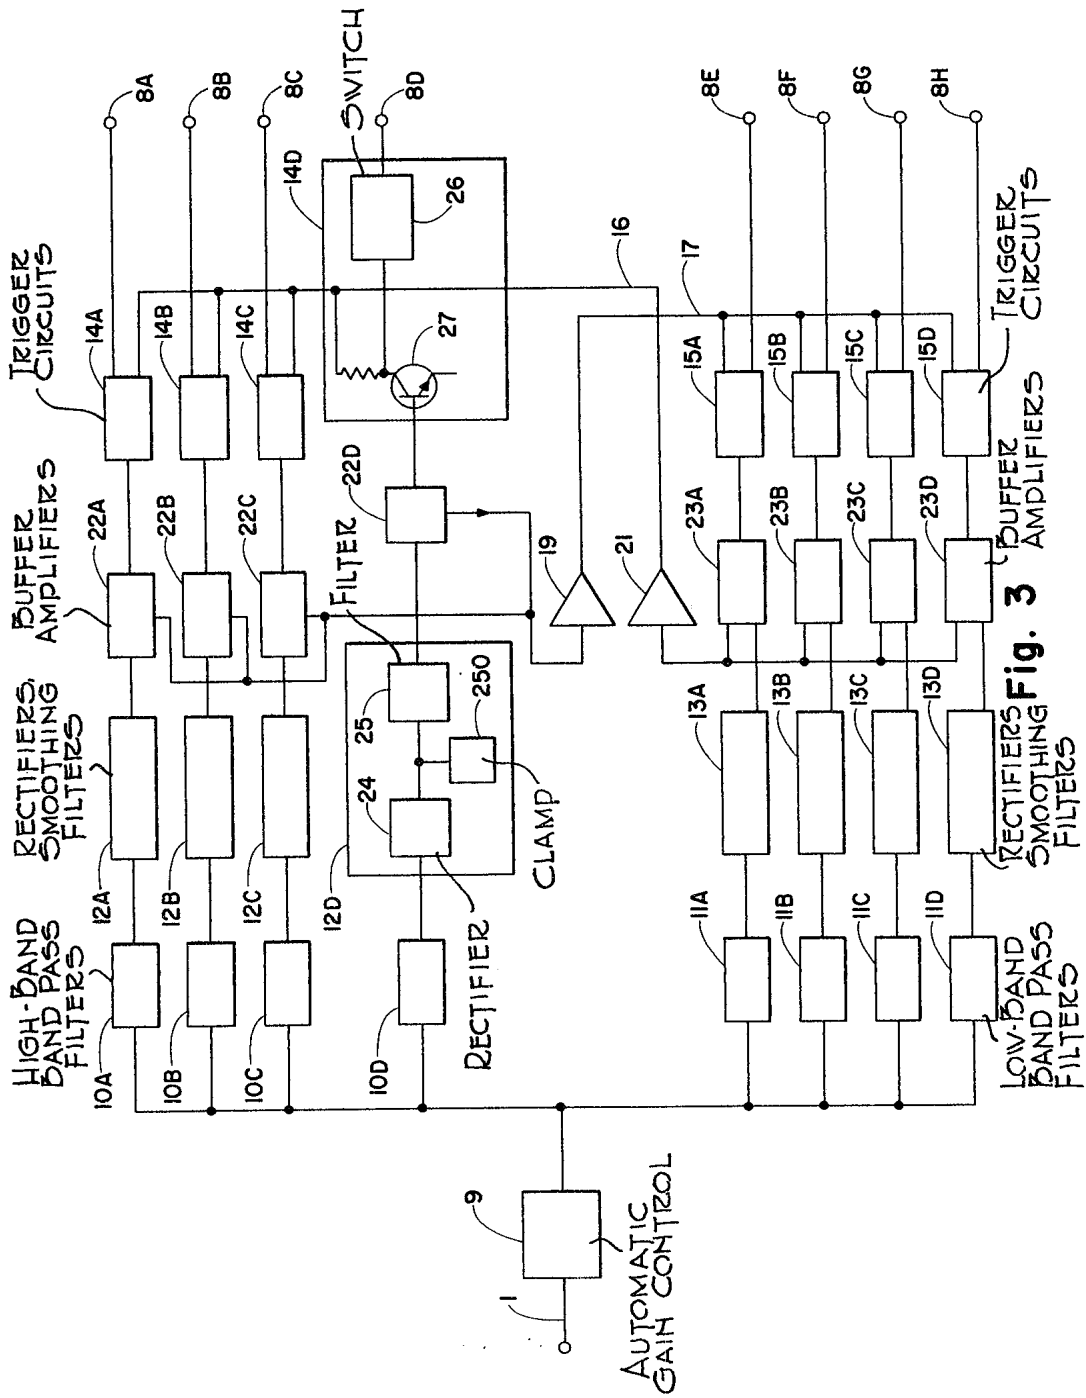 HIGH-BAND
BAND PASS
FILTERS
RECTIFIERS,
SMOOTHING
FILTERS
BUFFER
AMPLIFIERS
TRIGGER
CIRCUITS
10A
12A
22A
14A
8A
10B
12B
22B
14B
8B
10C
12C
22C
14C
8C
10D
12D
24
25
FILTER
22D
14D
SWITCH
8D
26
27
250
RECTIFIER
CLAMP
16
17
19
21
1
9
AUTOMATIC
GAIN CONTROL
11A
13A
23A
15A
8E
11B
13B
23B
15B
8F
11C
13C
23C
15C
8G
11D
13D
23D
15D
8H
LOW-BAND
BAND PASS
FILTERS
RECTIFIERS
SMOOTHING
FILTERS
BUFFER
AMPLIFIERS
TRIGGER
CIRCUITS
Fig. 3